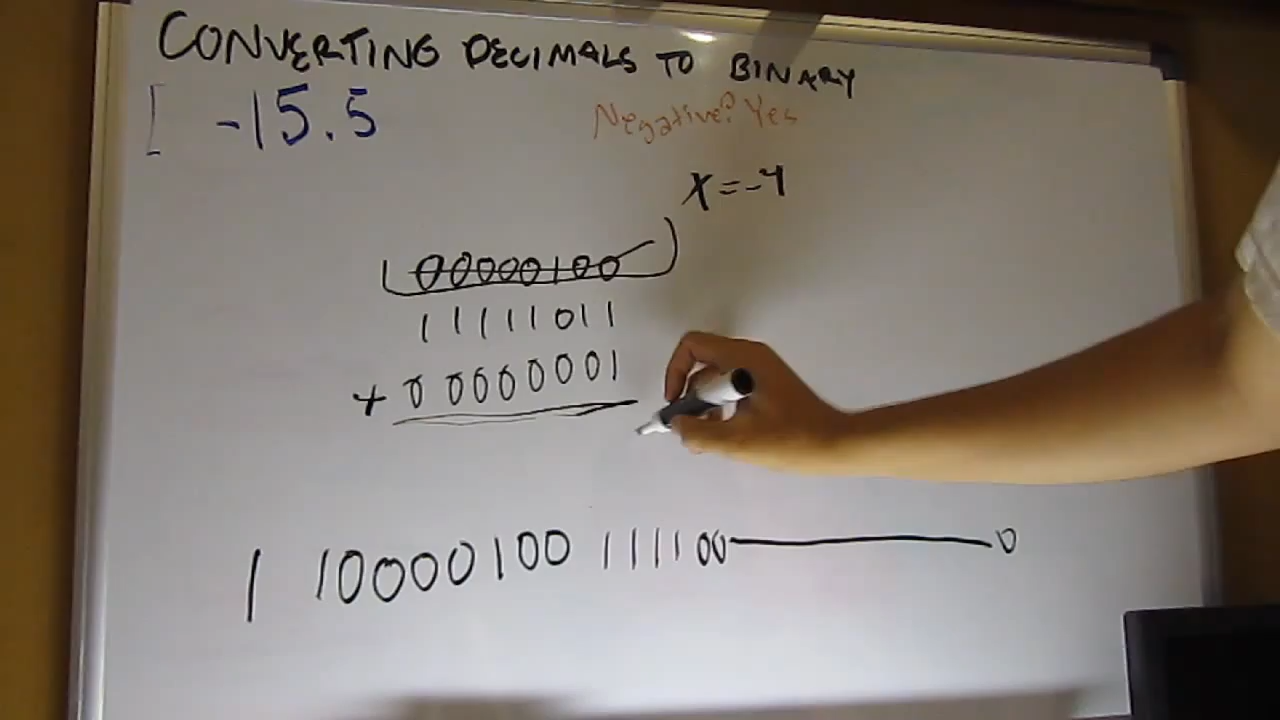 CONVERTING DECIMALS TO BINARY
[ -15.5
Negative? Yes
X=-4
00000100
11111011
+ 00000001
1 10000100 111100 0